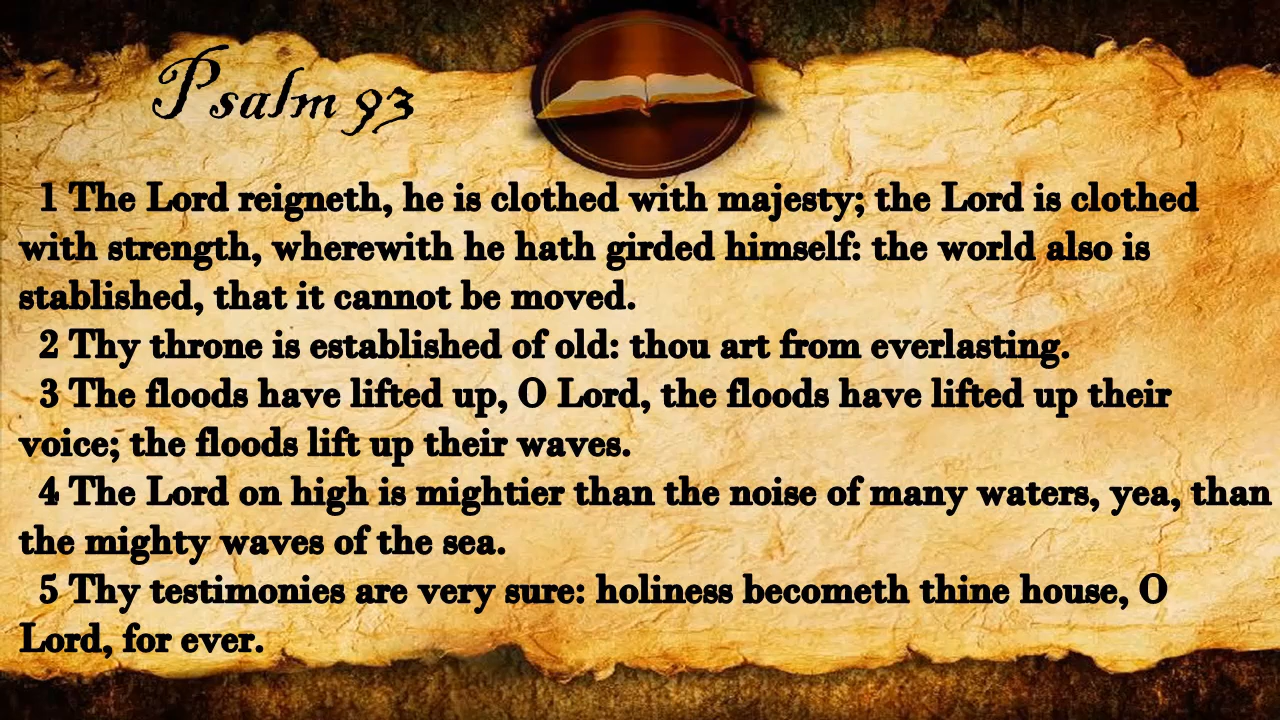 Psalm 93
1 The Lord reigneth, he is clothed with majesty; the Lord is clothed
with strength, wherewith he hath girded himself: the world also is
stablished, that it cannot be moved.
2 Thy throne is established of old: thou art from everlasting.
3 The floods have lifted up, O Lord, the floods have lifted up their
voice; the floods lift up their waves.
4 The Lord on high is mightier than the noise of many waters, yea, than
the mighty waves of the sea.
5 Thy testimonies are very sure: holiness becometh thine house, O
Lord, for ever.